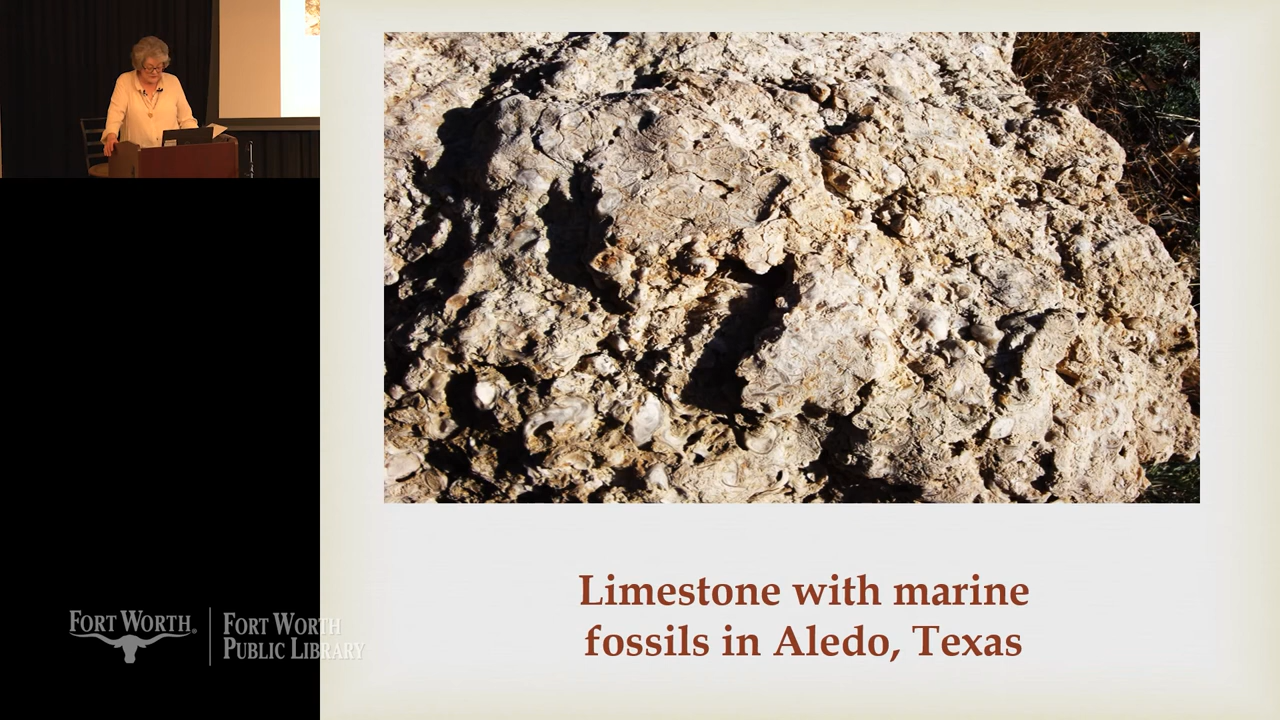 Limestone with marine
fossils in Aledo, Texas
FORT WORTH®
FORT WORTH
PUBLIC LIBRARY